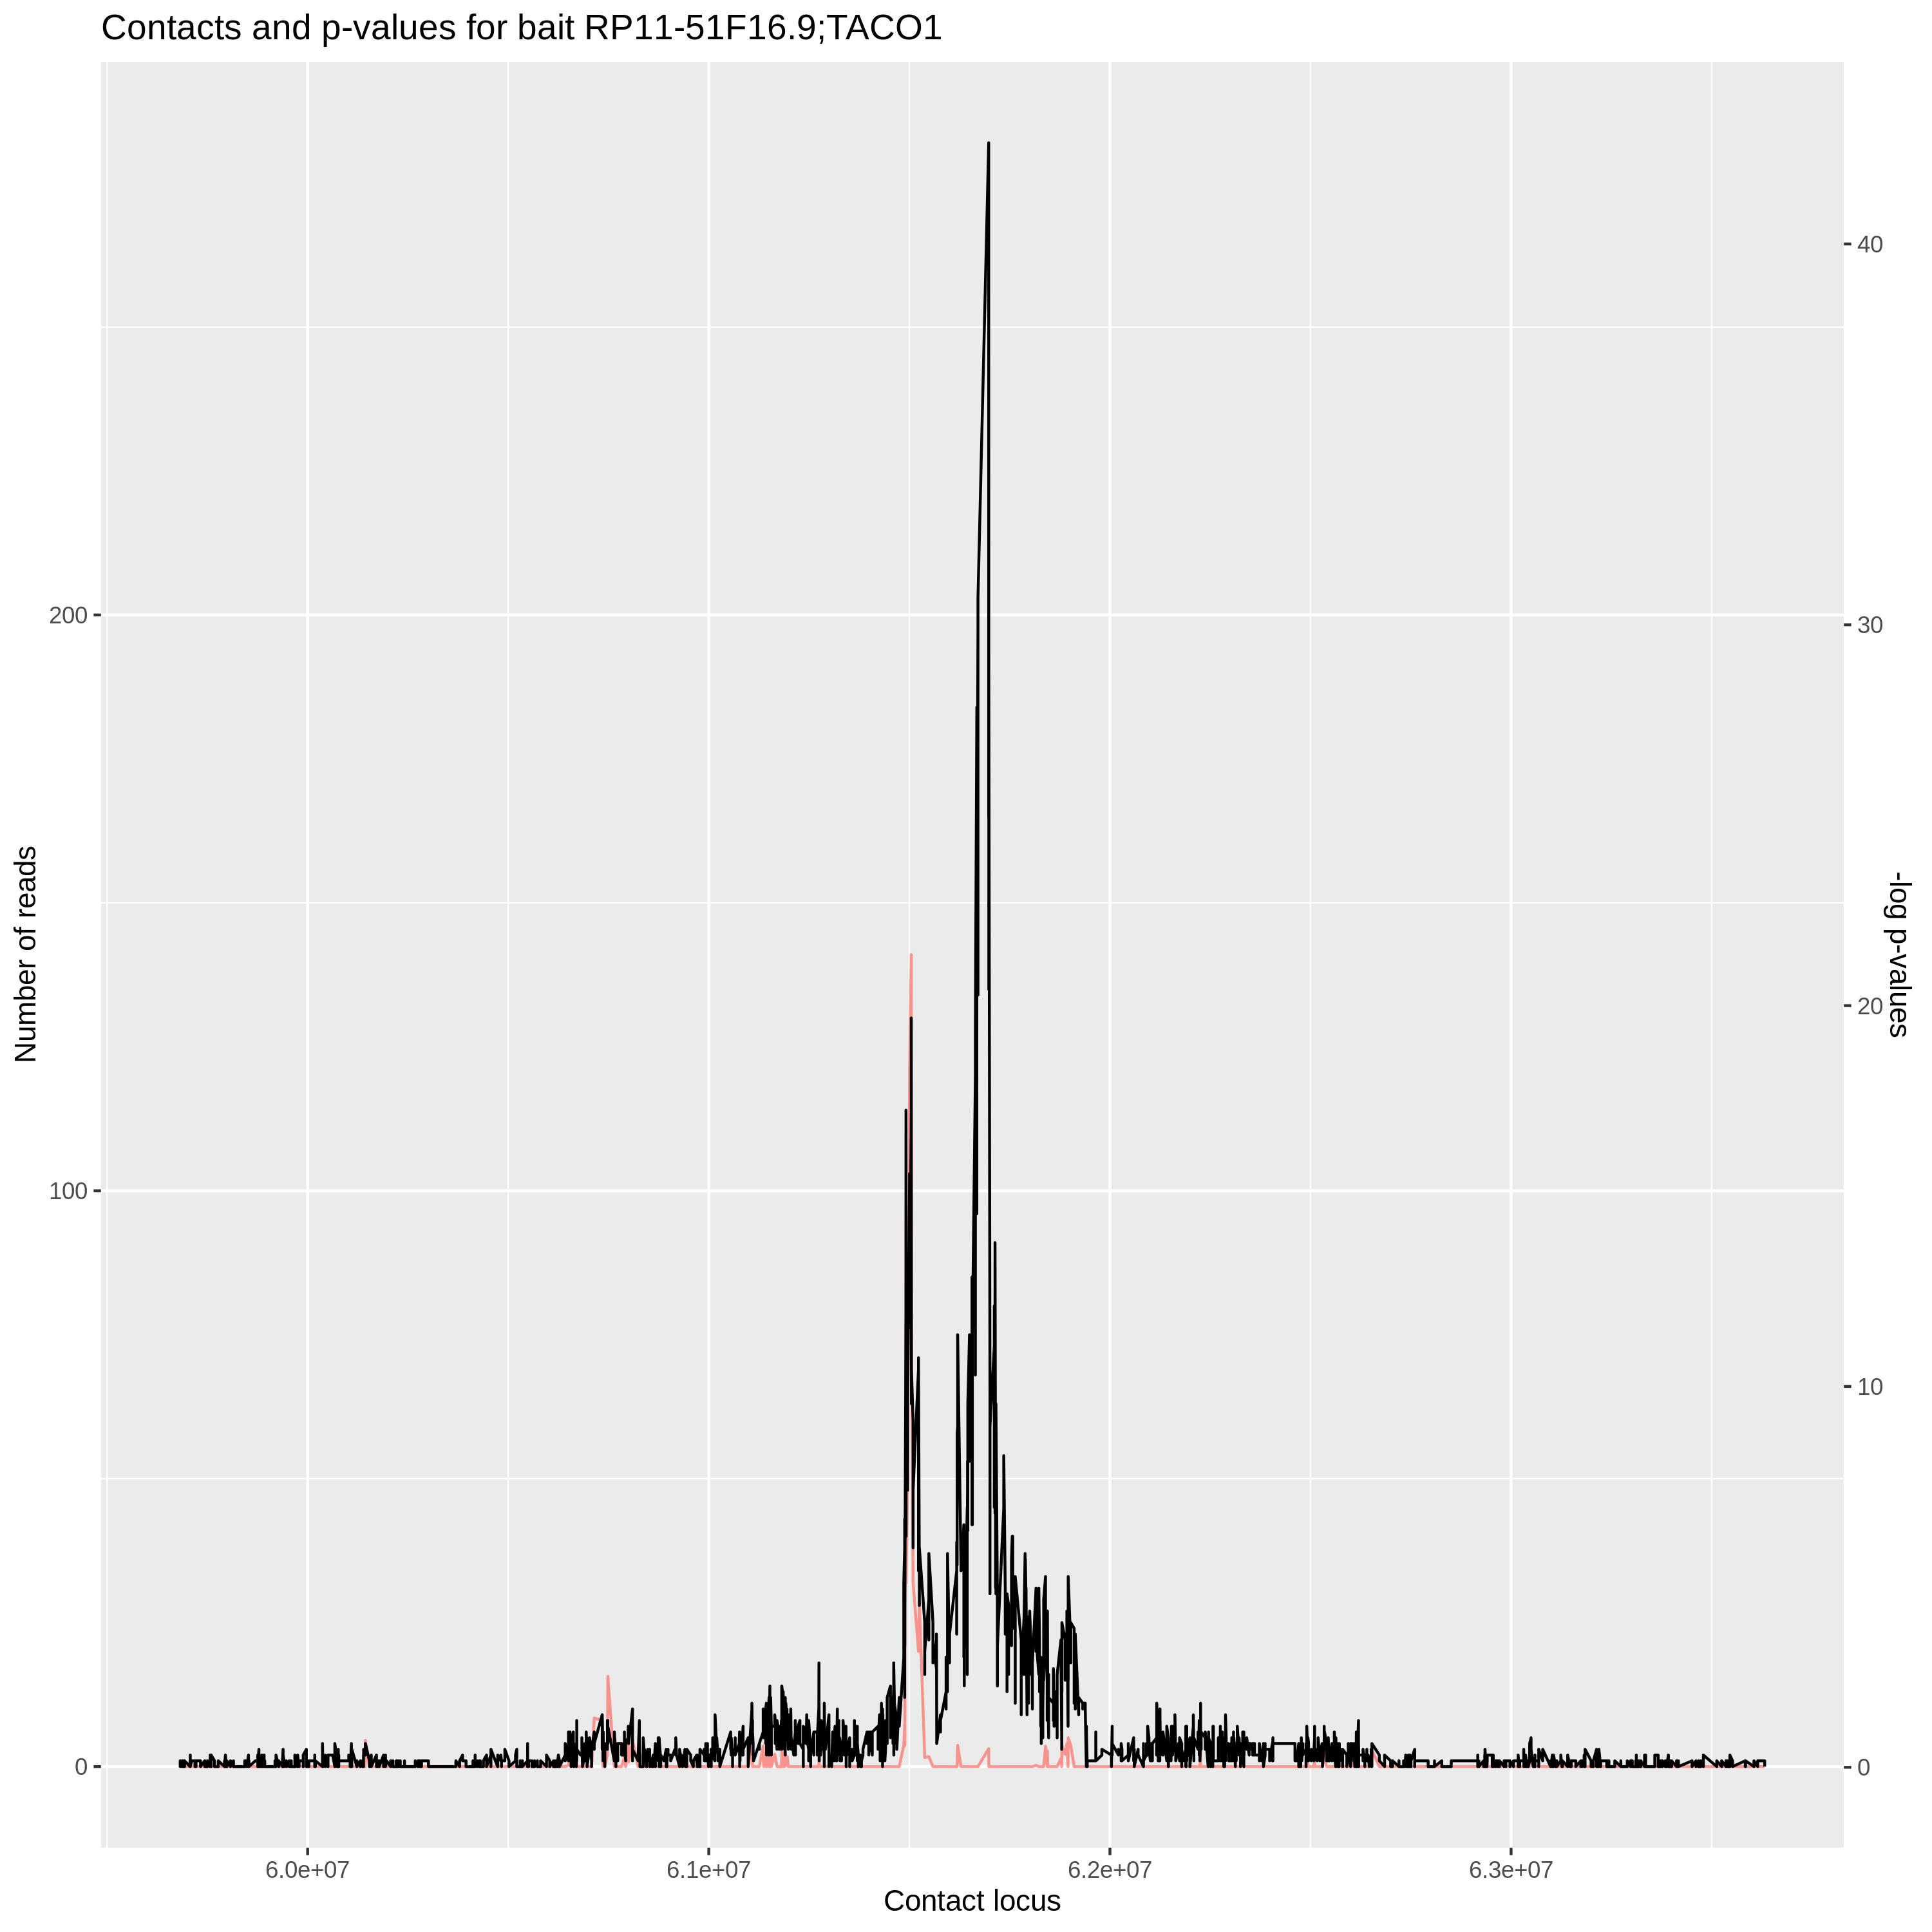 Contacts and p-values for bait RP11-51F16.9;TACO1
Number of reads
200
100
0
40
30
20
10
0
-log p-values
6.0e+07
6.1e+07
6.2e+07
6.3e+07
Contact locus